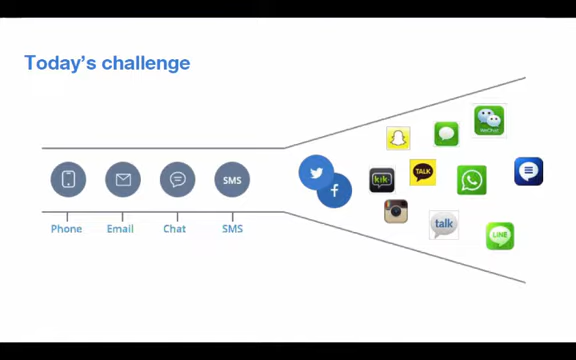 Today's challenge
SMS
Phone
Email
Chat
SMS
WeChat
kik
TALK
talk
LINE